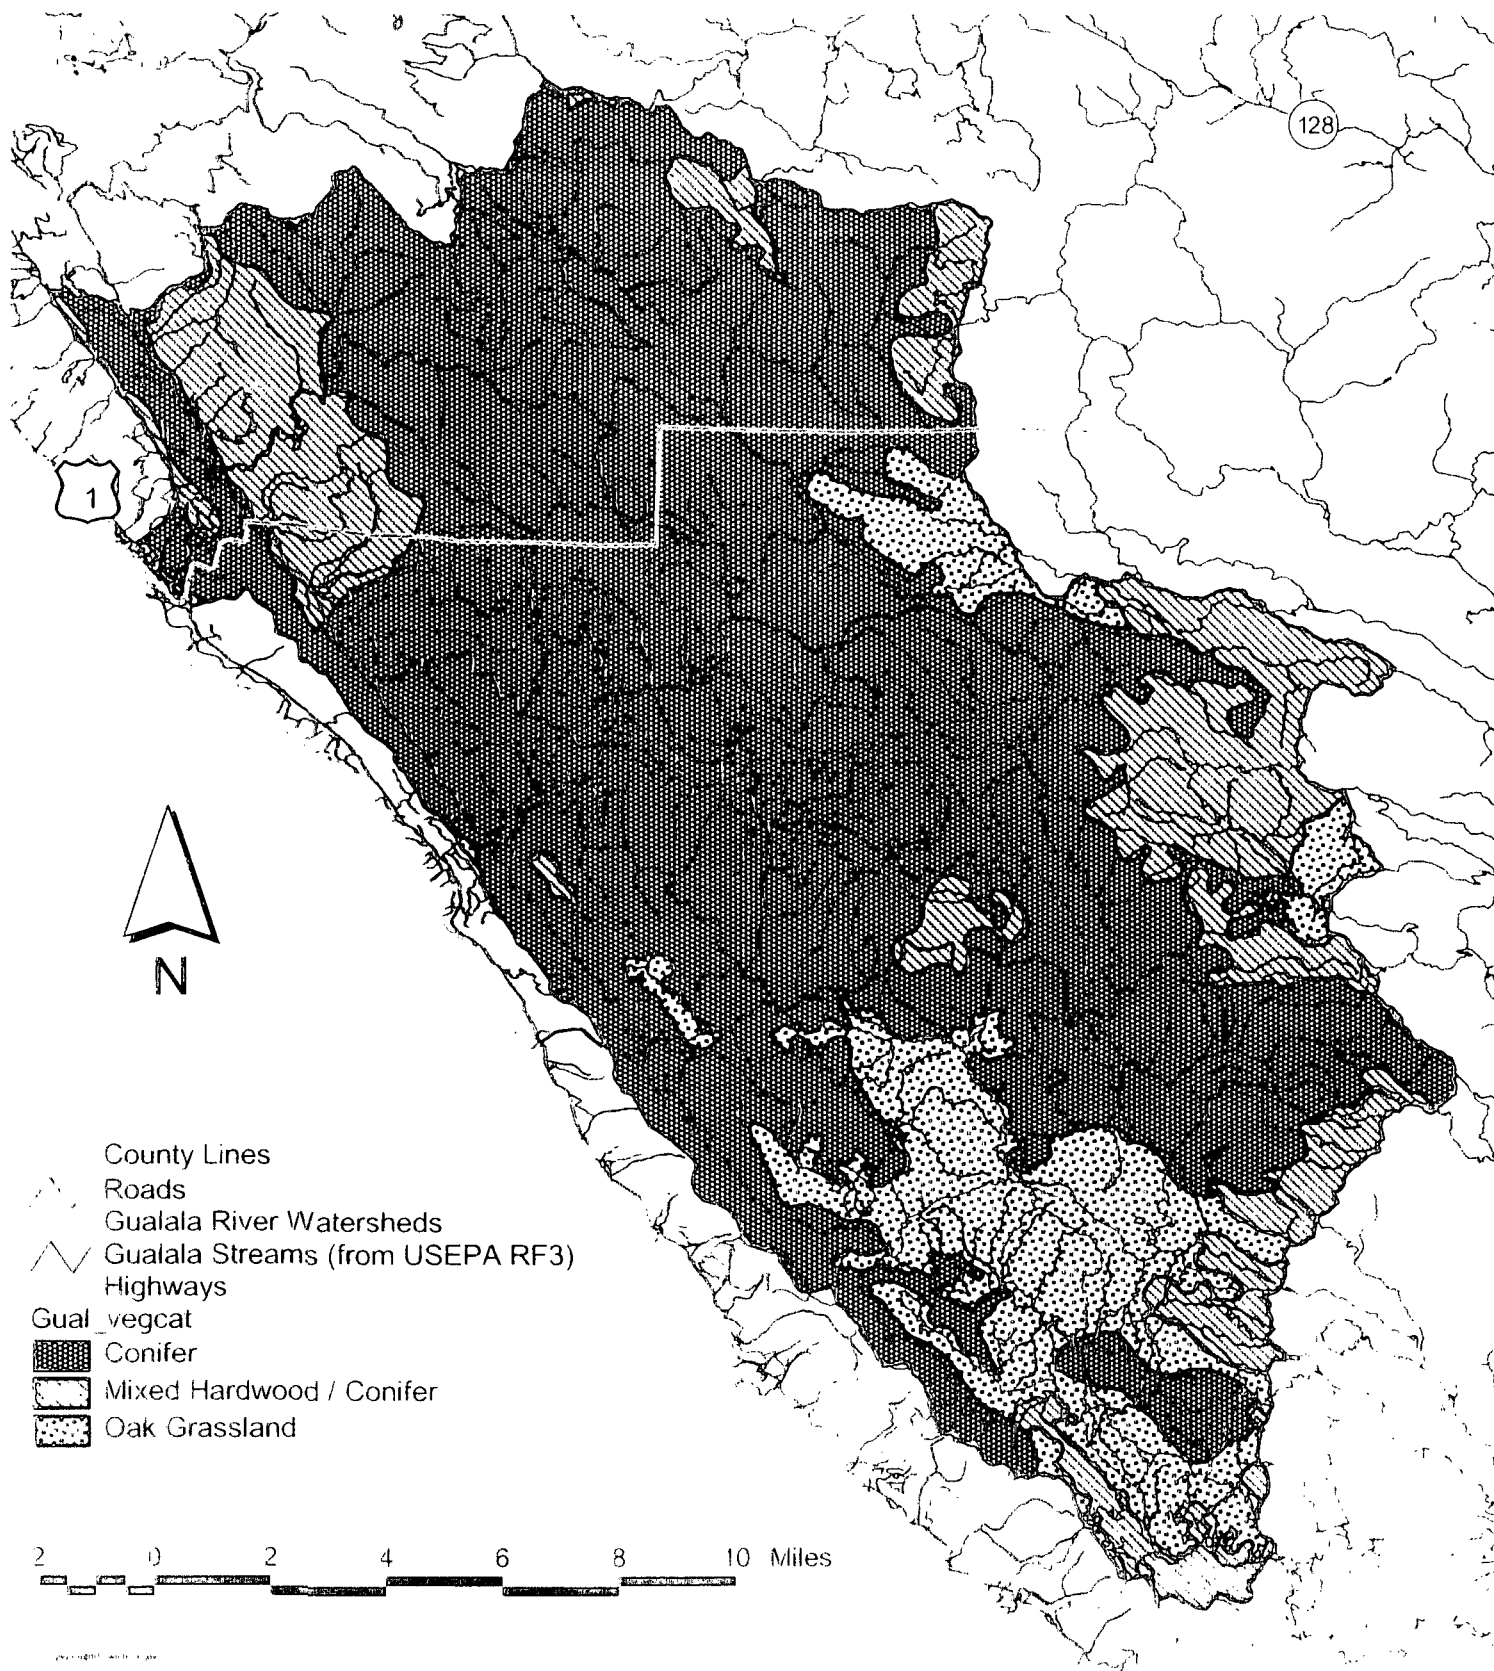 128
1
N
County Lines
Roads
Gualala River Watersheds
Gualala Streams (from USEPA RF3)
Highways
Gual_vegcat
Conifer
Mixed Hardwood / Conifer
Oak Grassland
2 0 2 4 6 8 10 Miles